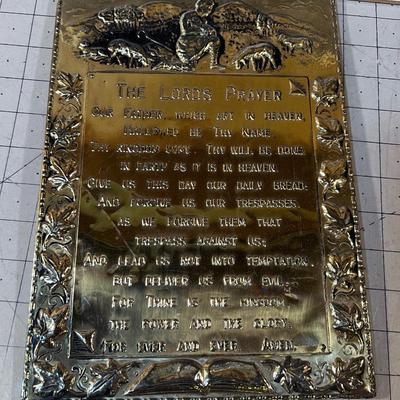 THE LORDS PRAYER
OUR FATHER, WHICH ART IN HEAVEN,
HALLOWED BE THY NAME.
THY KINGDOM COME. THY WILL BE DONE
IN EARTH AS IT IS IN HEAVEN.
GIVE US THIS DAY OUR DAILY BREAD;
AND FORGIVE US OUR TRESPASSES,
AS WE FORGIVE THEM THAT
TRESPASS AGAINST US;
AND LEAD US NOT INTO TEMPTATION,
BUT DELIVER US FROM EVIL;
FOR THINE IS THE KINGDOM,
THE POWER AND THE GLORY,
FOR EVER AND EVER. AMEN.